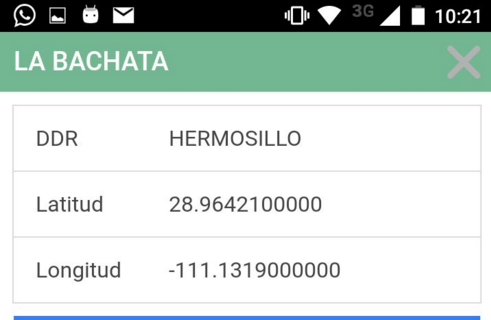 3G 10:21
LA BACHATA
DDR HERMOSILLO
Latitud 28.9642100000
Longitud -111.1319000000